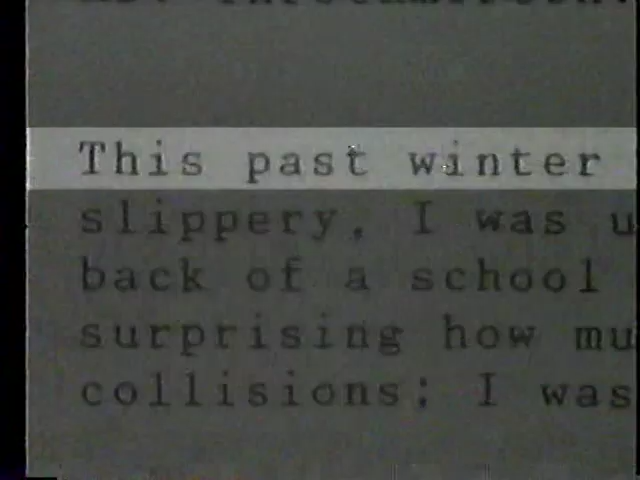 This past winter
slippery, I was u
back of a school
surprising how mu
collisions; I was